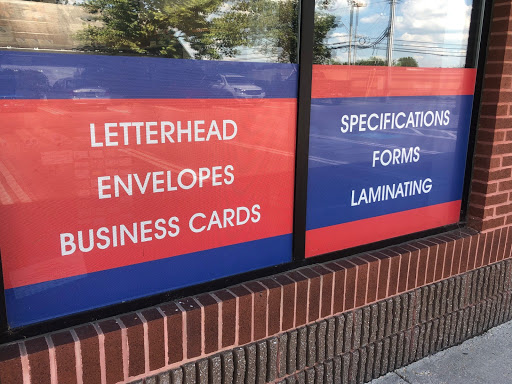 LETTERHEAD
ENVELOPES
BUSINESS CARDS
SPECIFICATIONS
FORMS
LAMINATING